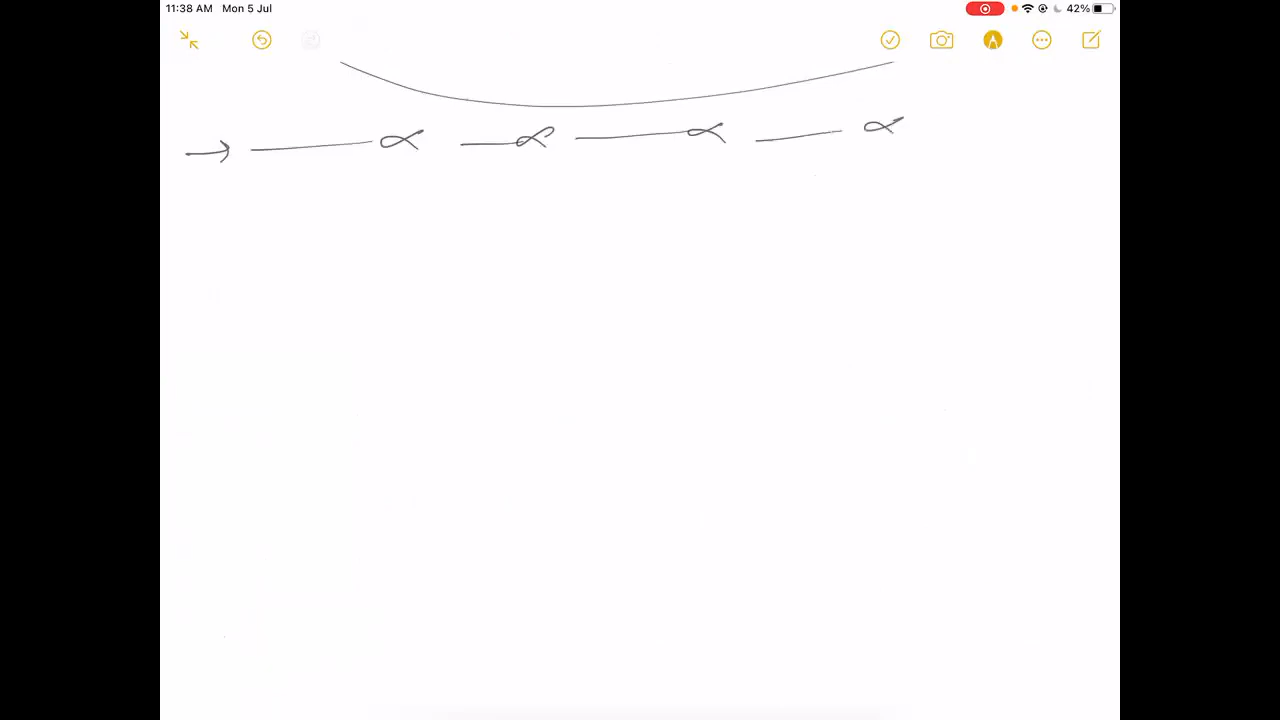 11:38 AM Mon 5 Jul 42%
→ — ∝ — ∝ — ∝ — ∝